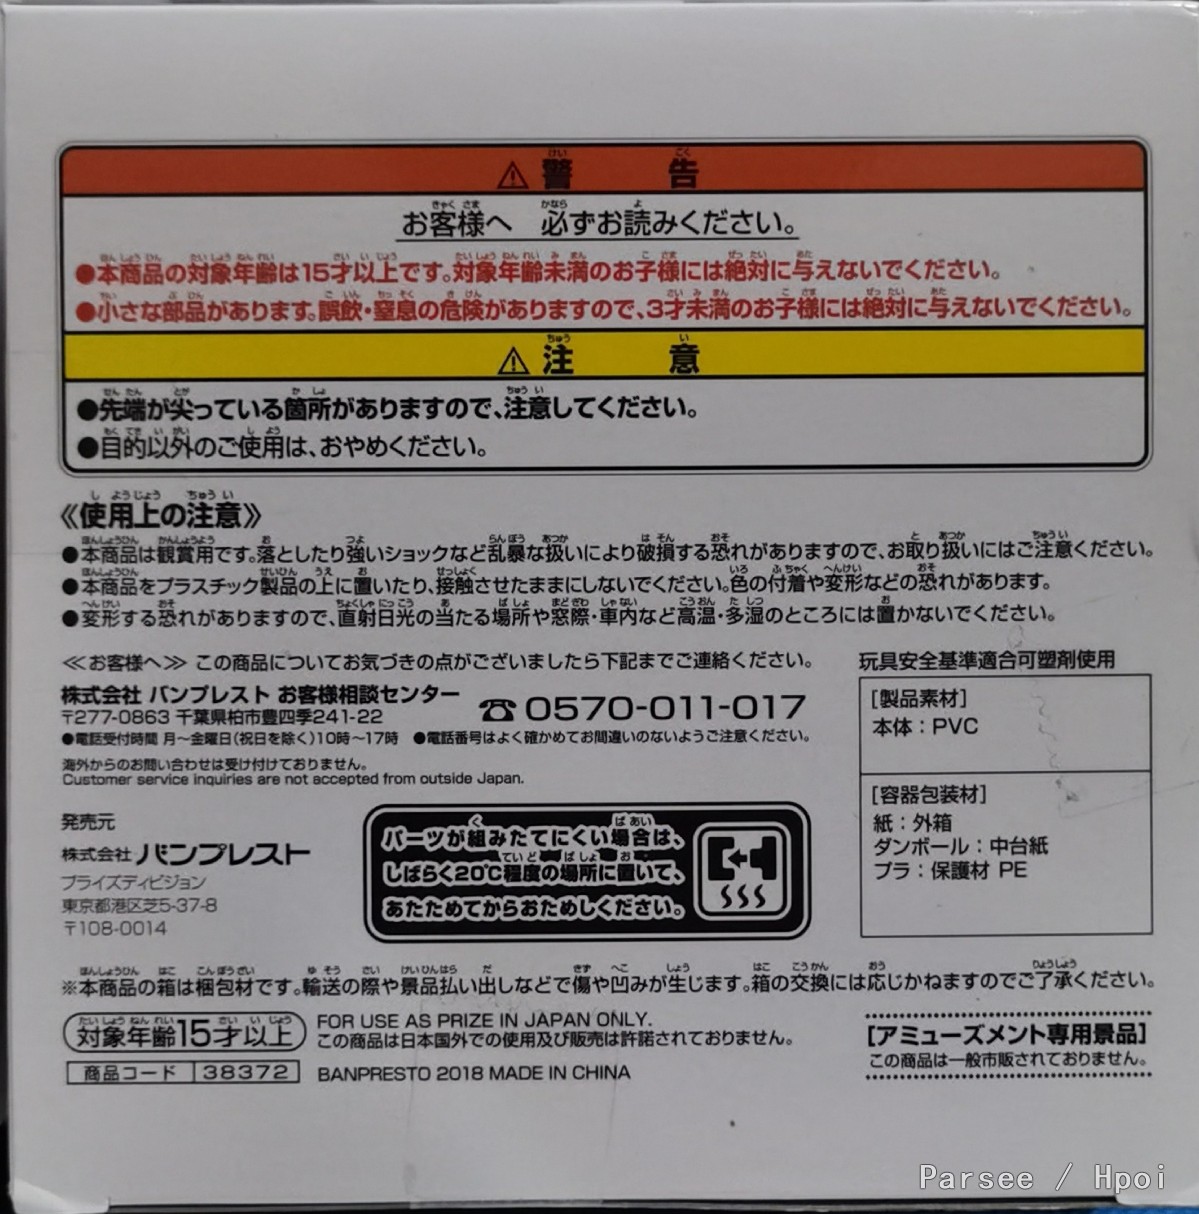 ⚠警告
お客様へ 必ずお読みください。
●本商品の対象年齢は15才以上です。対象年齢未満のお子様には絶対に与えないでください。
●小さな部品があります。誤飲・窒息の危険がありますので、3才未満のお子様には絶対に与えないでください。
⚠注意
●先端が尖っている箇所がありますので、注意してください。
●目的以外のご使用は、おやめください。
《使用上の注意》
●本商品は観賞用です。落としたり強いショックなど乱暴な扱いにより破損する恐れがありますので、お取り扱いにはご注意ください。
●本商品をプラスチック製品の上に置いたり、接触させたままにしないでください。色の付着や変形などの恐れがあります。
●変形する恐れがありますので、直射日光の当たる場所や窓際・車内など高温・多湿のところには置かないでください。
≪お客様へ≫ この商品についてお気づきの点がございましたら下記までご連絡ください。
株式会社 バンプレスト お客様相談センター
☎0570-011-017
〒277-0863 千葉県柏市豊四季241-22
●電話受付時間 月〜金曜日(祝日を除く)10時〜17時 ●電話番号はよく確かめてお間違いのないようご注意ください。
海外からのお問い合わせは受け付けておりません。
Customer service inquiries are not accepted from outside Japan.
玩具安全基準適合可塑剤使用
[製品素材]
本体：PVC
[容器包装材]
紙：外箱
ダンボール：中台紙
プラ：保護材 PE
発売元
株式会社 バンプレスト
プライズディビジョン
東京都港区芝5-37-8
〒108-0014
パーツが組みたてにくい場合は、
しばらく20℃程度の場所に置いて、
あたためてからおためしください。
※本商品の箱は梱包材です。輸送の際や景品払い出しなどで傷や凹みが生じます。箱の交換には応じかねますのでご了承ください。
対象年齢15才以上
FOR USE AS PRIZE IN JAPAN ONLY.
この商品は日本国外での使用及び販売は許諾されておりません。
商品コード 38372
BANPRESTO 2018 MADE IN CHINA
[アミューズメント専用景品]
この商品は一般市販されておりません。
Parsee / Hpoi